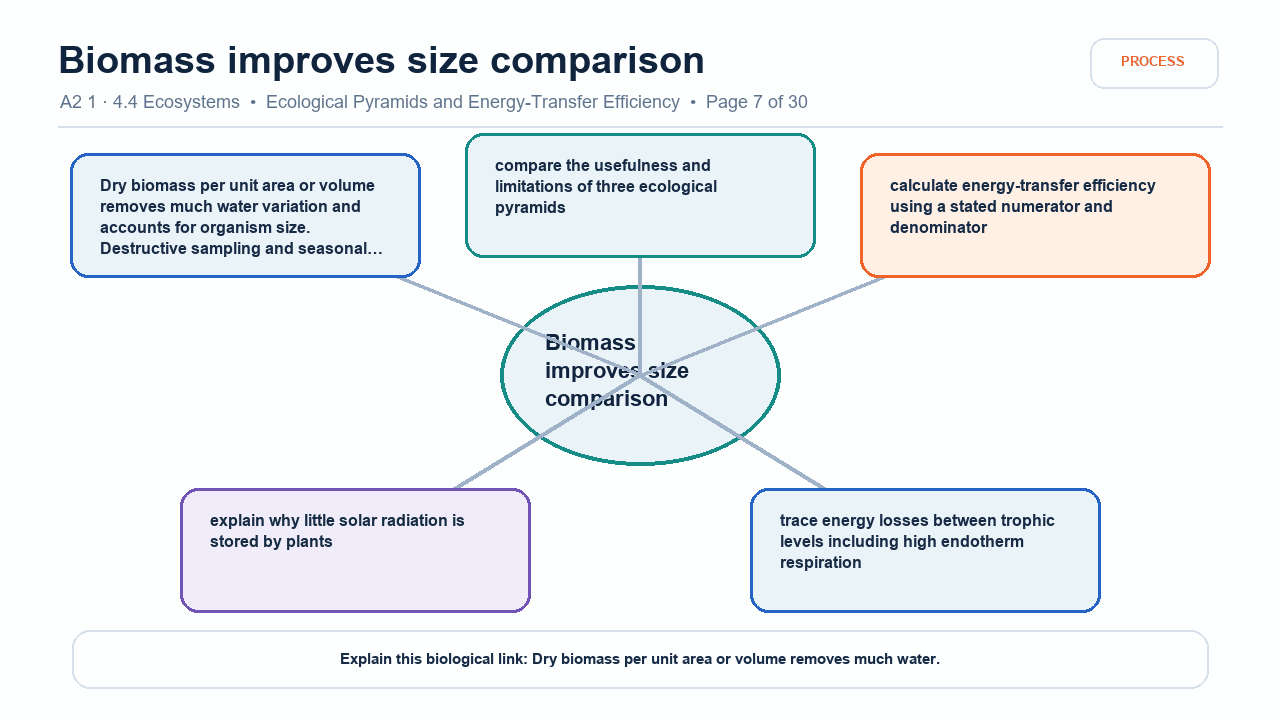 Biomass improves size comparison
PROCESS
A2 1 · 4.4 Ecosystems • Ecological Pyramids and Energy-Transfer Efficiency • Page 7 of 30
Dry biomass per unit area or volume
removes much water variation and
accounts for organism size.
Destructive sampling and seasonal…
compare the usefulness and
limitations of three ecological
pyramids
calculate energy-transfer efficiency
using a stated numerator and
denominator
Biomass
improves size
comparison
explain why little solar radiation is
stored by plants
trace energy losses between trophic
levels including high endotherm
respiration
Explain this biological link: Dry biomass per unit area or volume removes much water.